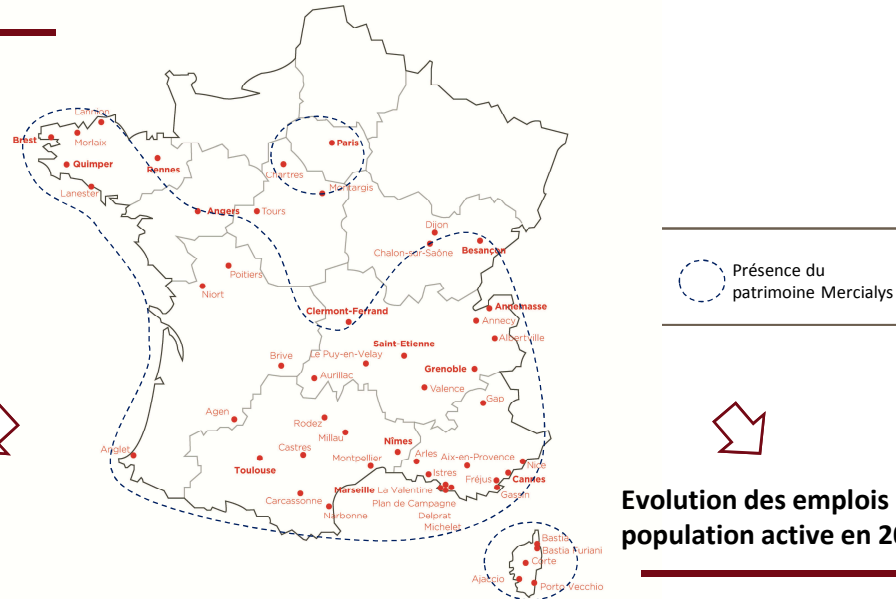 Lannion
Brest
Morlaix
Paris
Quimper
Rennes
Chartres
Lanester
Montargis
Angers
Tours
Dijon
Chalon-sur-Saône
Besançon
Présence du
patrimoine Mercialys
Poitiers
Niort
Clermont-Ferrand
Annemasse
Annecy
Albertville
Saint-Etienne
Brive
Le Puy-en-Velay
Aurillac
Grenoble
Valence
Gap
Agen
Rodez
Millau
Castres
Nîmes
Anglet
Toulouse
Montpellier
Arles
Aix-en-Provence
Nice
Istres
Fréjus
Cannes
Carcassonne
Marseille
La Valentine
Gassin
Plan de Campagne
Narbonne
Delprat
Michelet
Evolution des emplois
population active en 20
Bastia
Bastia Furiani
Corte
Ajaccio
Porto Vecchio